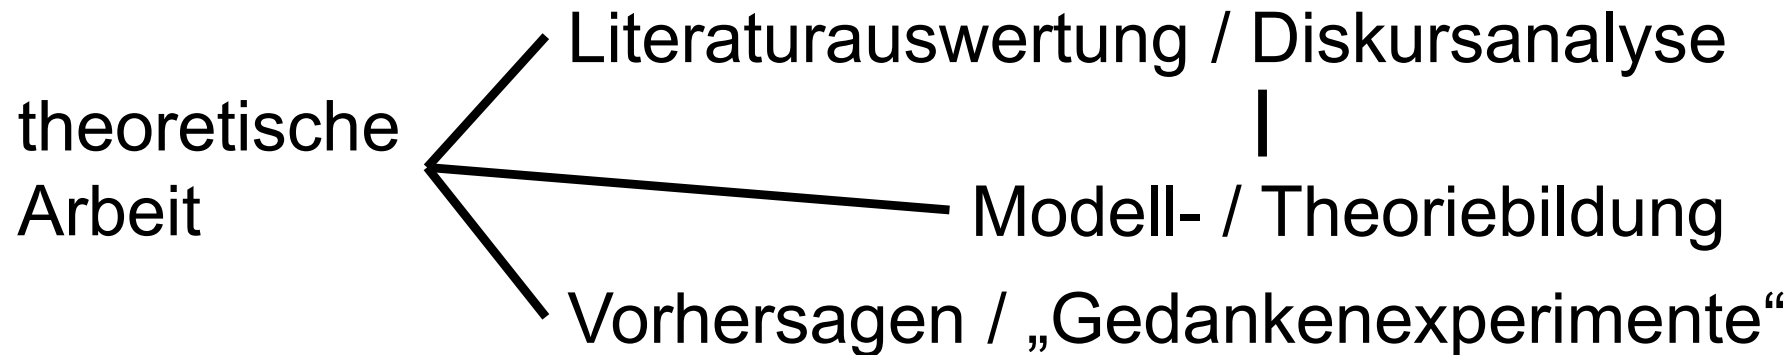 Literaturauswertung / Diskursanalyse
theoretische
Arbeit
Modell- / Theoriebildung
Vorhersagen / „Gedankenexperimente“